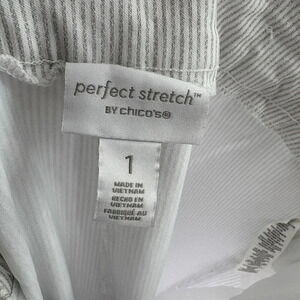 perfect stretch™
BY chico's®
1
MADE IN
VIETNAM
HECHO EN
VIETNAM
FABRIQUÉ AU
VIETNAM